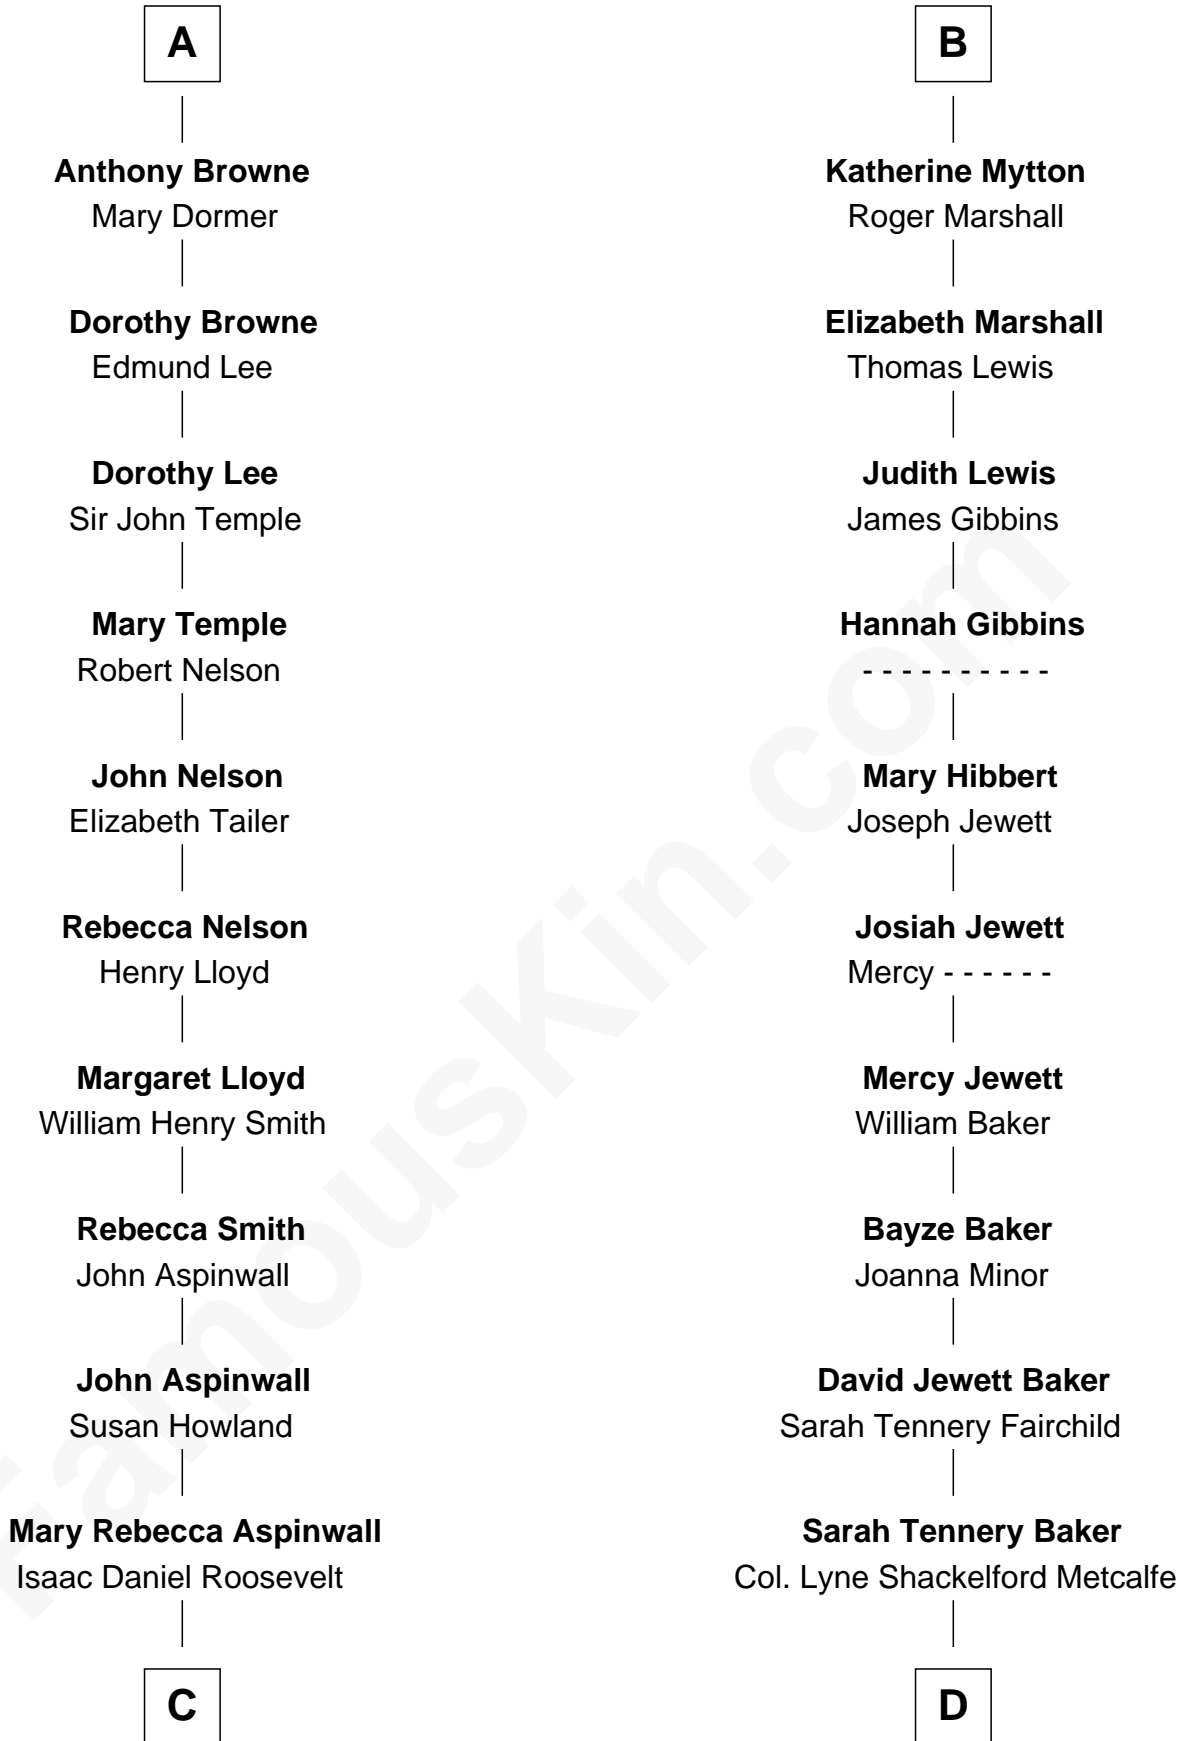 A
Anthony Browne
Mary Dormer
Dorothy Browne
Edmund Lee
Dorothy Lee
Sir John Temple
Mary Temple
Robert Nelson
John Nelson
Elizabeth Tailer
Rebecca Nelson
Henry Lloyd
Margaret Lloyd
William Henry Smith
Rebecca Smith
John Aspinwall
John Aspinwall
Susan Howland
Mary Rebecca Aspinwall
Isaac Daniel Roosevelt
C
B
Katherine Mytton
Roger Marshall
Elizabeth Marshall
Thomas Lewis
Judith Lewis
James Gibbins
Hannah Gibbins
- - - - - - - - - -
Mary Hibbert
Joseph Jewett
Josiah Jewett
Mercy - - - - - -
Mercy Jewett
William Baker
Bayze Baker
Joanna Minor
David Jewett Baker
Sarah Tennery Fairchild
Sarah Tennery Baker
Col. Lyne Shackelford Metcalfe
D
FamousKin.com